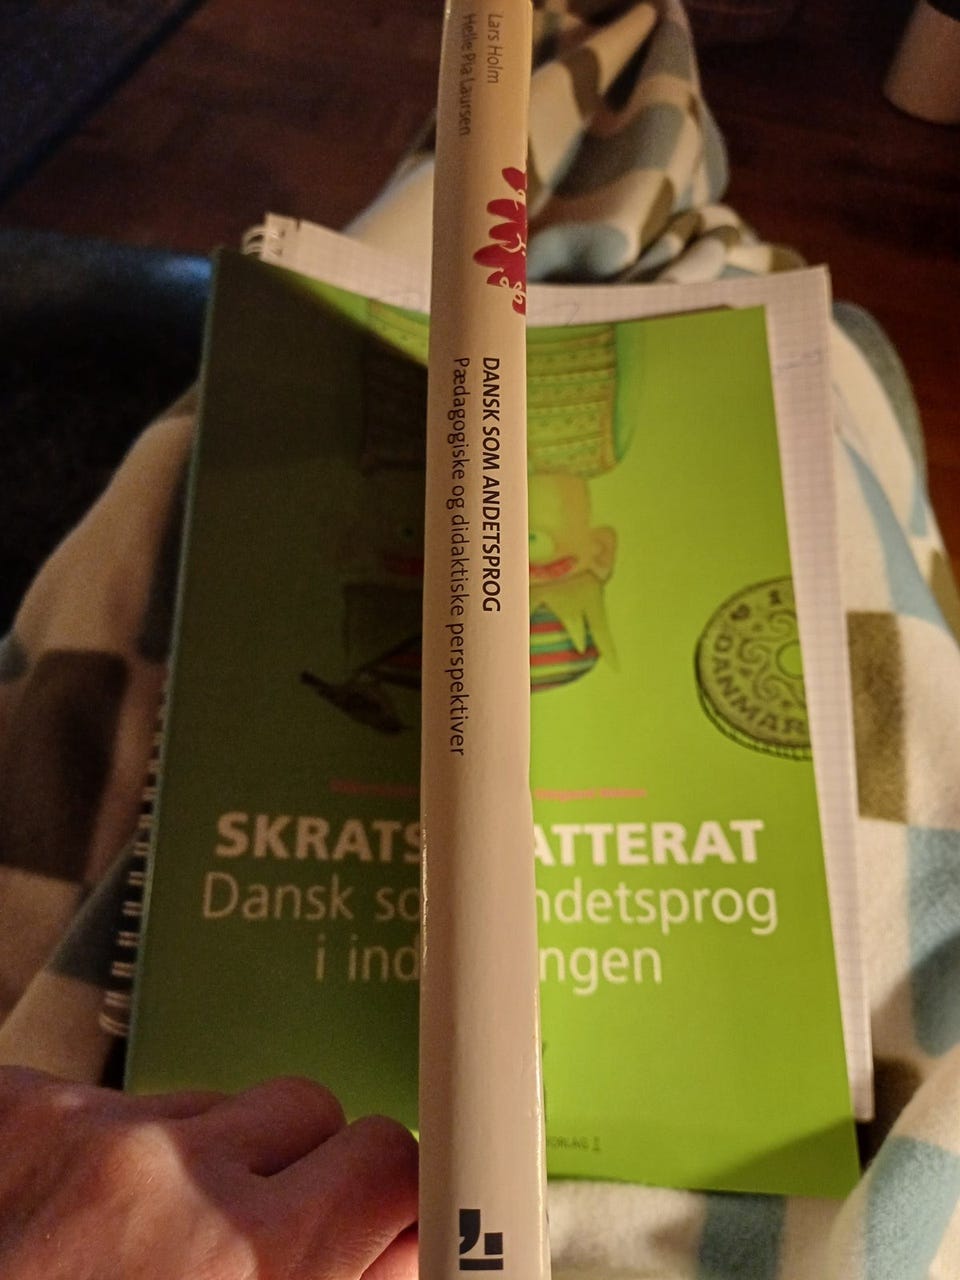 Lars Holm
Helle Pia Laursen
DANSK SOM ANDETSPROG
Pædagogiske og didaktiske perspektiver
DANMAR
SKRATS ATTERAT
Dansk so ndetsprog
i ind ngen